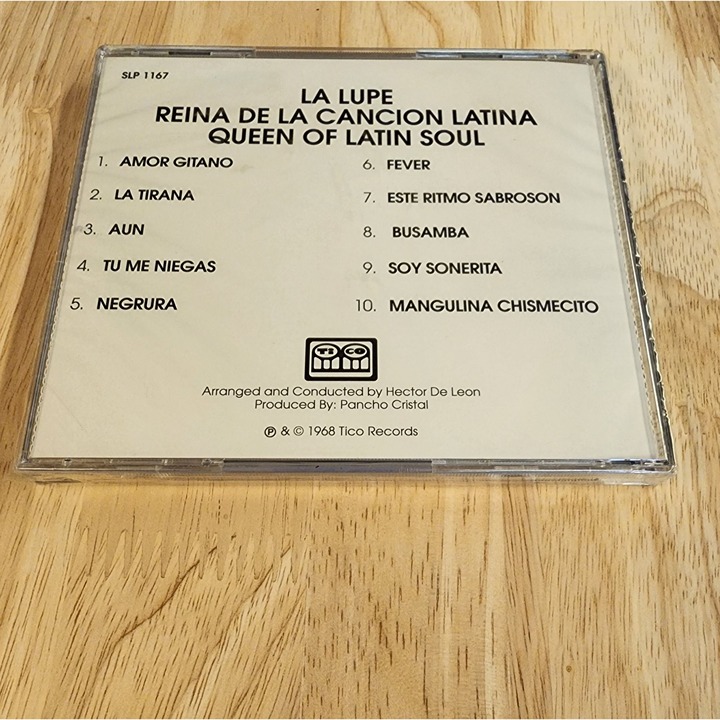 SLP 1167
LA LUPE
REINA DE LA CANCION LATINA
QUEEN OF LATIN SOUL
1. AMOR GITANO
2. LA TIRANA
3. AUN
4. TU ME NIEGAS
5. NEGRURA
6. FEVER
7. ESTE RITMO SABROSON
8. BUSAMBA
9. SOY SONERITA
10. MANGULINA CHISMECITO
TICO
Arranged and Conducted by Hector De Leon
Produced By: Pancho Cristal
℗ & © 1968 Tico Records